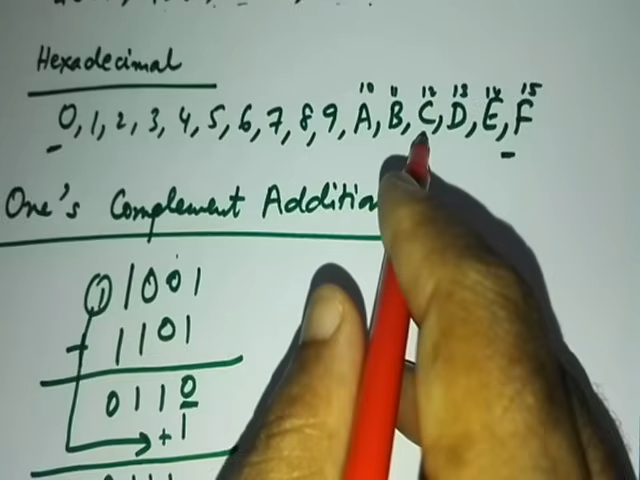 Hexadecimal
10 11 12 13 14 15
0, 1, 2, 3, 4, 5, 6, 7, 8, 9, A, B, C, D, E, F
One's Complement Addition
① 1001
+ 1101
0110
+1